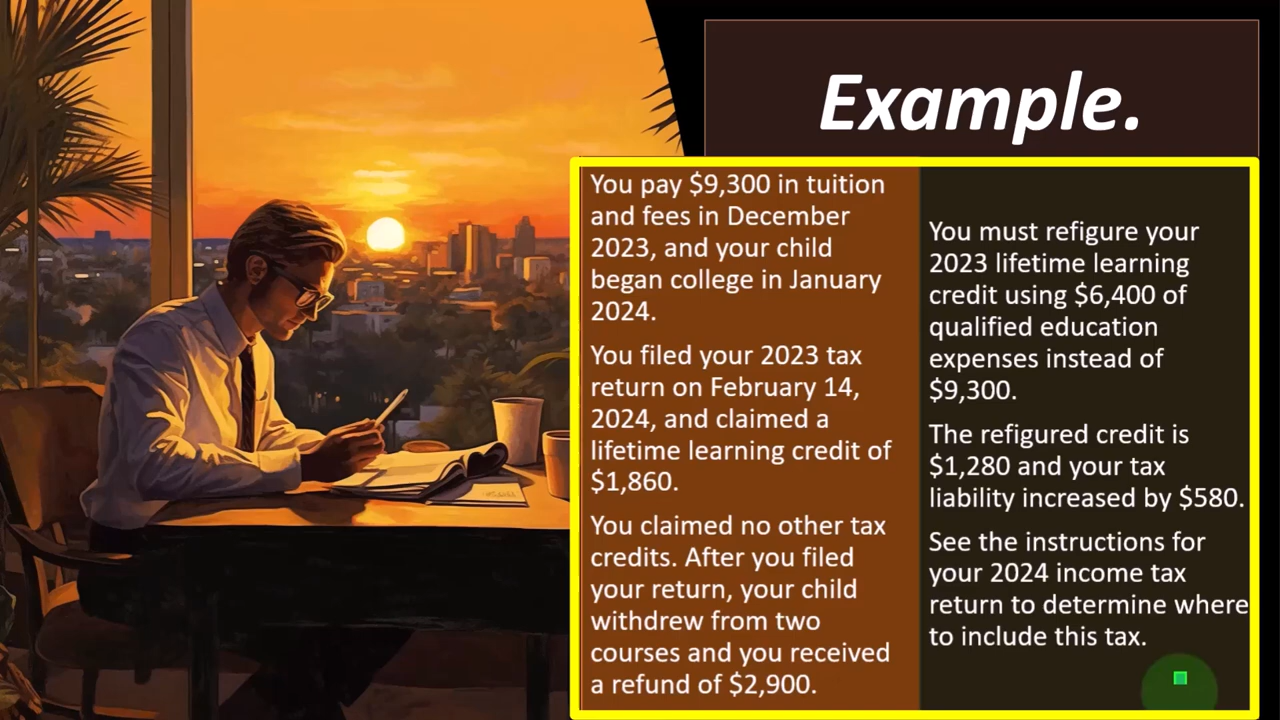 Example.
You pay $9,300 in tuition
and fees in December
2023, and your child
began college in January
2024.
You filed your 2023 tax
return on February 14,
2024, and claimed a
lifetime learning credit of
$1,860.
You claimed no other tax
credits. After you filed
your return, your child
withdrew from two
courses and you received
a refund of $2,900.
You must refigure your
2023 lifetime learning
credit using $6,400 of
qualified education
expenses instead of
$9,300.
The refigured credit is
$1,280 and your tax
liability increased by $580.
See the instructions for
your 2024 income tax
return to determine where
to include this tax.